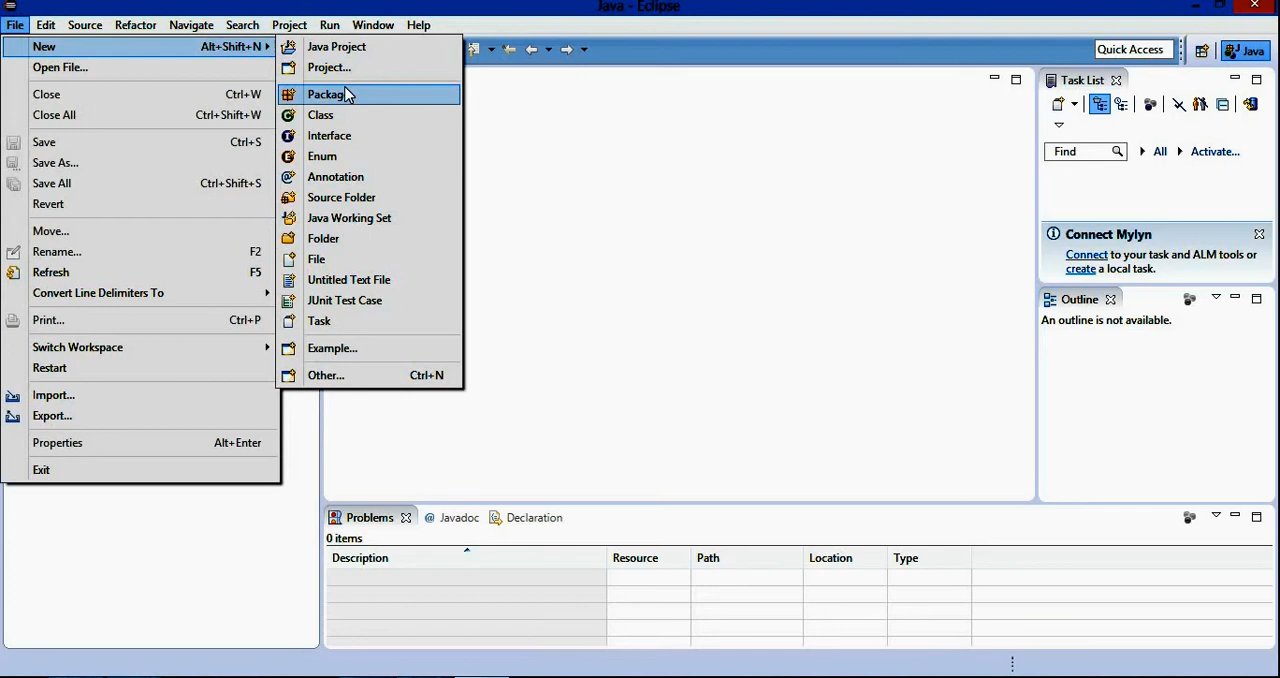 Java - Eclipse
File Edit Source Refactor Navigate Search Project Run Window Help
New Alt+Shift+N
Open File...
Close Ctrl+W
Close All Ctrl+Shift+W
Save Ctrl+S
Save As...
Save All Ctrl+Shift+S
Revert
Move...
Rename... F2
Refresh F5
Convert Line Delimiters To
Print... Ctrl+P
Switch Workspace
Restart
Import...
Export...
Properties Alt+Enter
Exit
Java Project
Project...
Packag
Class
Interface
Enum
Annotation
Source Folder
Java Working Set
Folder
File
Untitled Text File
JUnit Test Case
Task
Example...
Other... Ctrl+N
Quick Access
Java
Task List
Find All Activate...
Connect Mylyn
Connect to your task and ALM tools or
create a local task.
Outline
An outline is not available.
Problems @ Javadoc Declaration
0 items
Description Resource Path Location Type